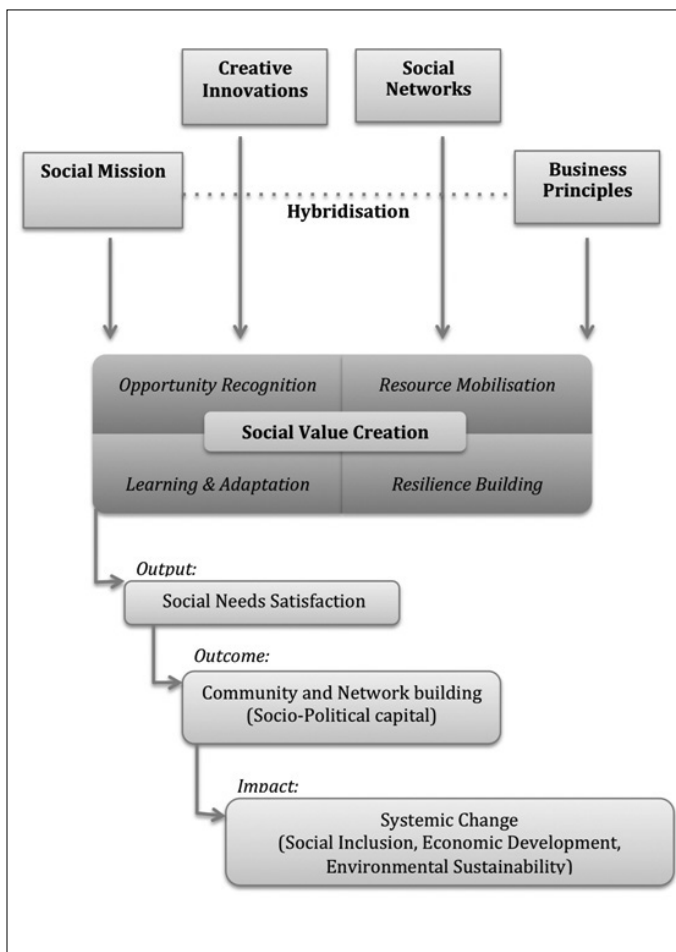 Creative
Innovations
Social
Networks
Social Mission
Business
Principles
Hybridisation
Opportunity Recognition
Resource Mobilisation
Social Value Creation
Learning & Adaptation
Resilience Building
Output:
Social Needs Satisfaction
Outcome:
Community and Network building
(Socio-Political capital)
Impact:
Systemic Change
(Social Inclusion, Economic Development,
Environmental Sustainability)